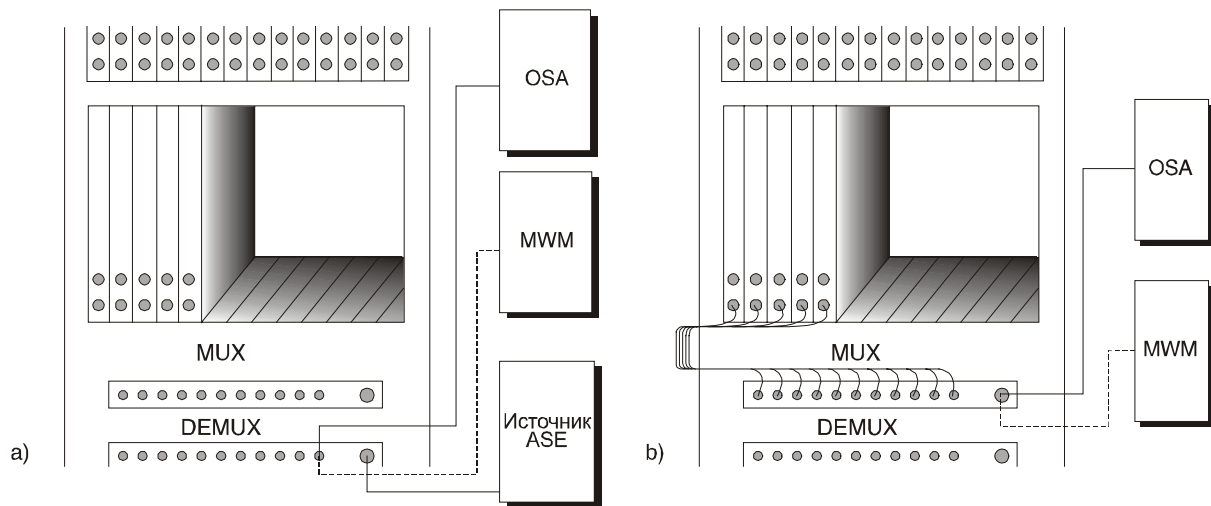 OSA
MWM
MUX
Источник
ASE
DEMUX
a)
OSA
MWM
MUX
DEMUX
b)